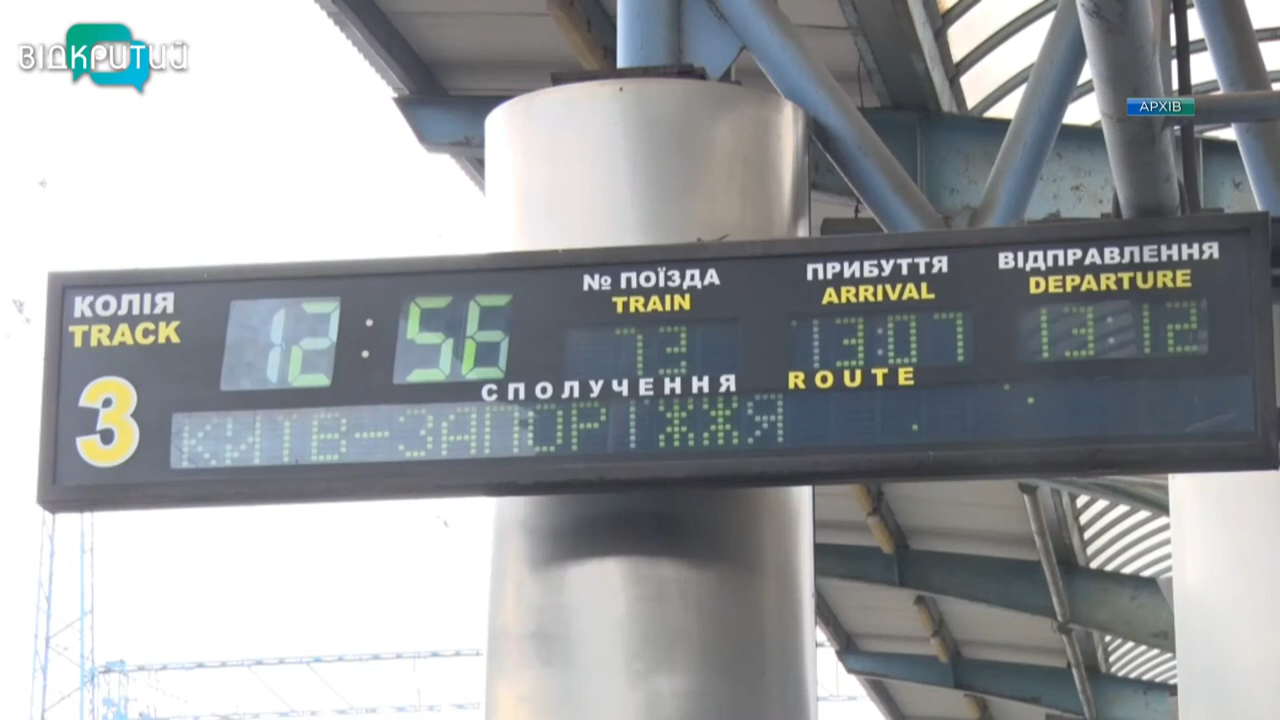 ВІДКРИТИЙ
АРХІВ
КОЛІЯ
TRACK
3
12:56
№ ПОЇЗДА
TRAIN
73
ПРИБУТТЯ
ARRIVAL
13:07
ВІДПРАВЛЕННЯ
DEPARTURE
13:12
СПОЛУЧЕННЯ ROUTE
КИЇВ-ЗАПОРІЖЖЯ